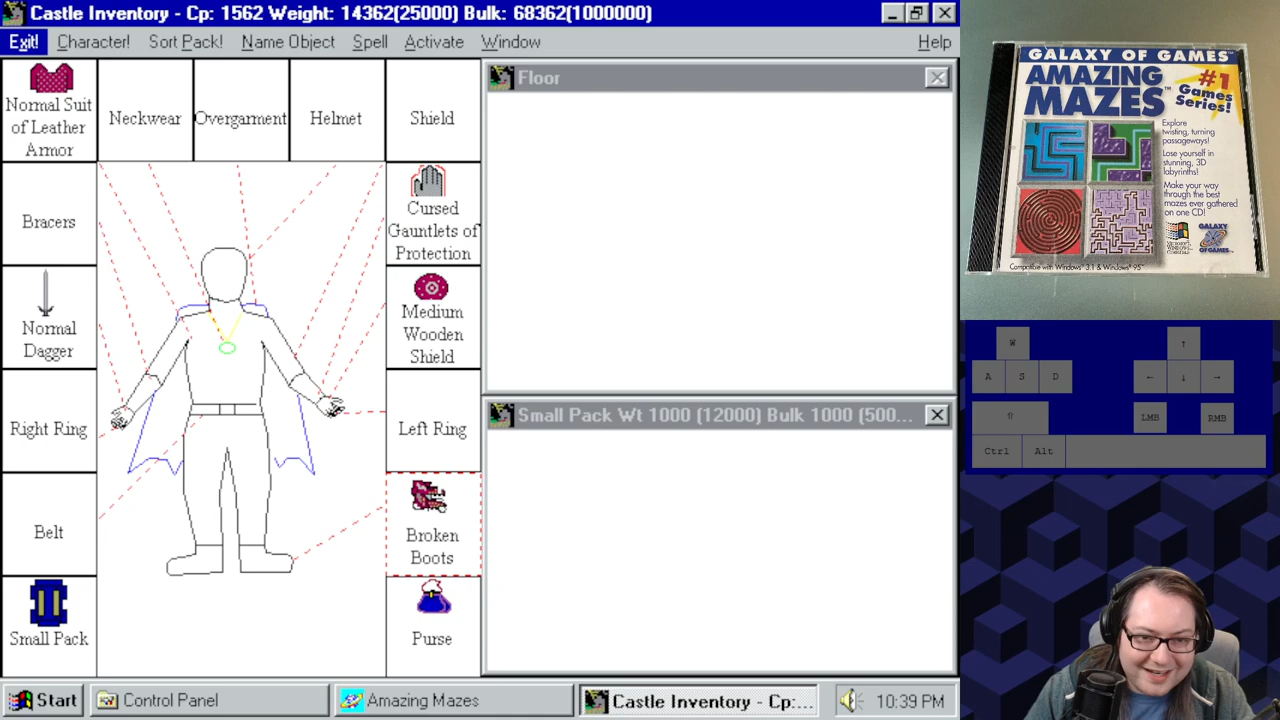 Castle Inventory - Cp: 1562 Weight: 14362(25000) Bulk: 68362(1000000)
Exit! Character! Sort Pack! Name Object Spell Activate Window Help
Normal Suit
of Leather
Armor
Neckwear
Overgarment
Helmet
Shield
Bracers
Cursed
Gauntlets of
Protection
Normal
Dagger
Medium
Wooden
Shield
Right Ring
Left Ring
Belt
Broken
Boots
Small Pack
Purse
Floor
Small Pack Wt 1000 (12000) Bulk 1000 (500...
Start
Control Panel
Amazing Mazes
Castle Inventory - Cp:...
10:39 PM
GALAXY OF GAMES™
AMAZING
MAZES™
#1
Games
Series!
Explore
twisting, turning
passageways!
Lose yourself in
stunning, 3D
labyrinths!
Make your way
through the best
mazes ever gathered
on one CD!
GALAXY
OF GAMES
Compatible with Windows® 3.1 & Windows® 95
W
↑
A S D
← ↓ →
⇧
LMB RMB
Ctrl Alt